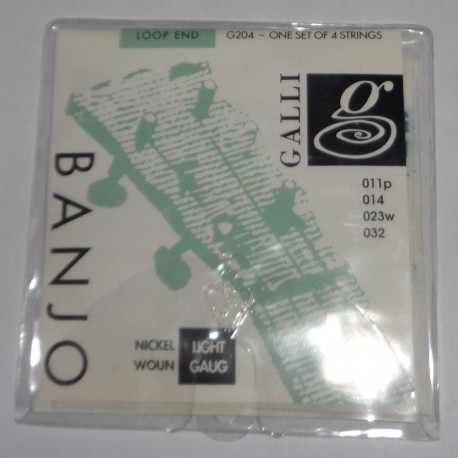 LOOP END
G204 – ONE SET OF 4 STRINGS
GALLI
g
BANJO
011p
014
023w
032
NICKEL
WOUN
LIGHT
GAUG